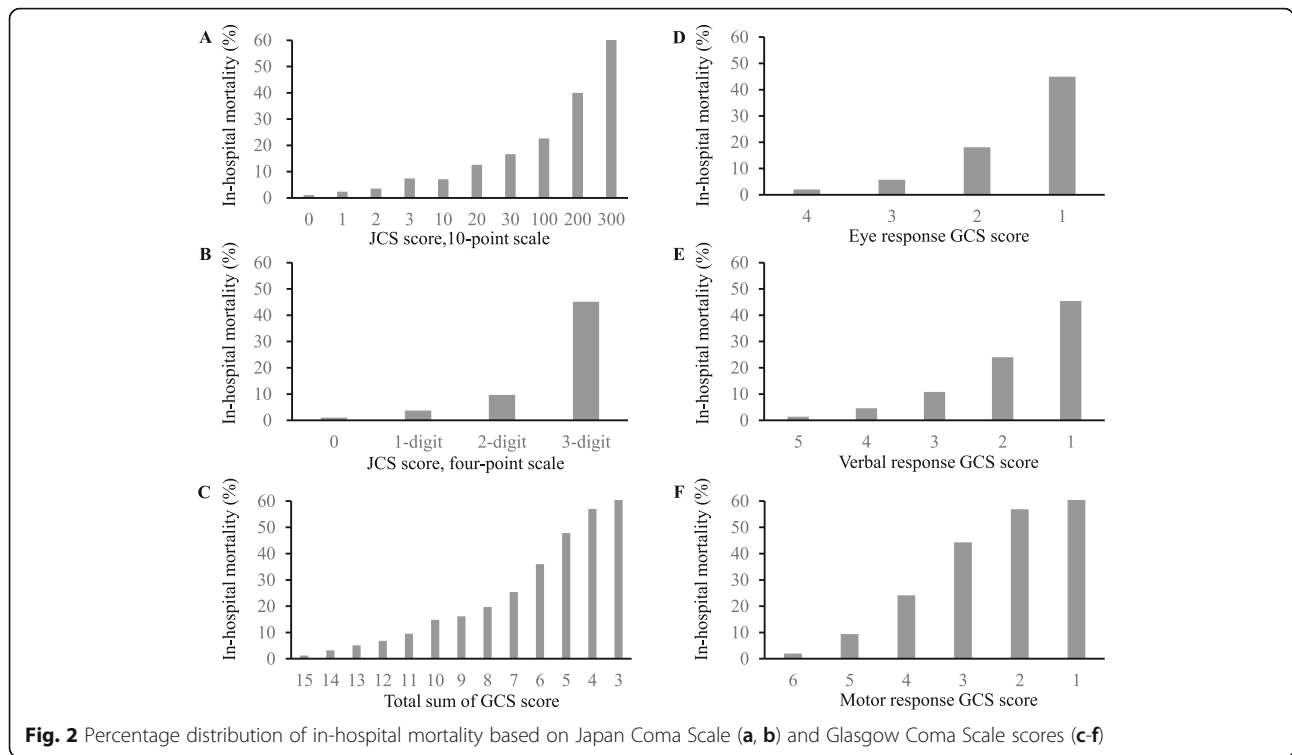 A
In-hospital mortality (%)
60
50
40
30
20
10
0
0 1 2 3 10 20 30 100 200 300
JCS score,10-point scale
B
In-hospital mortality (%)
60
50
40
30
20
10
0
0 1-digit 2-digit 3-digit
JCS score, four-point scale
C
In-hospital mortality (%)
60
50
40
30
20
10
0
15 14 13 12 11 10 9 8 7 6 5 4 3
Total sum of GCS score
D
In-hospital mortality (%)
60
50
40
30
20
10
0
4 3 2 1
Eye response GCS score
E
In-hospital mortality (%)
60
50
40
30
20
10
0
5 4 3 2 1
Verbal response GCS score
F
In-hospital mortality (%)
60
50
40
30
20
10
0
6 5 4 3 2 1
Motor response GCS score
Fig. 2 Percentage distribution of in-hospital mortality based on Japan Coma Scale (a, b) and Glasgow Coma Scale scores (c-f)